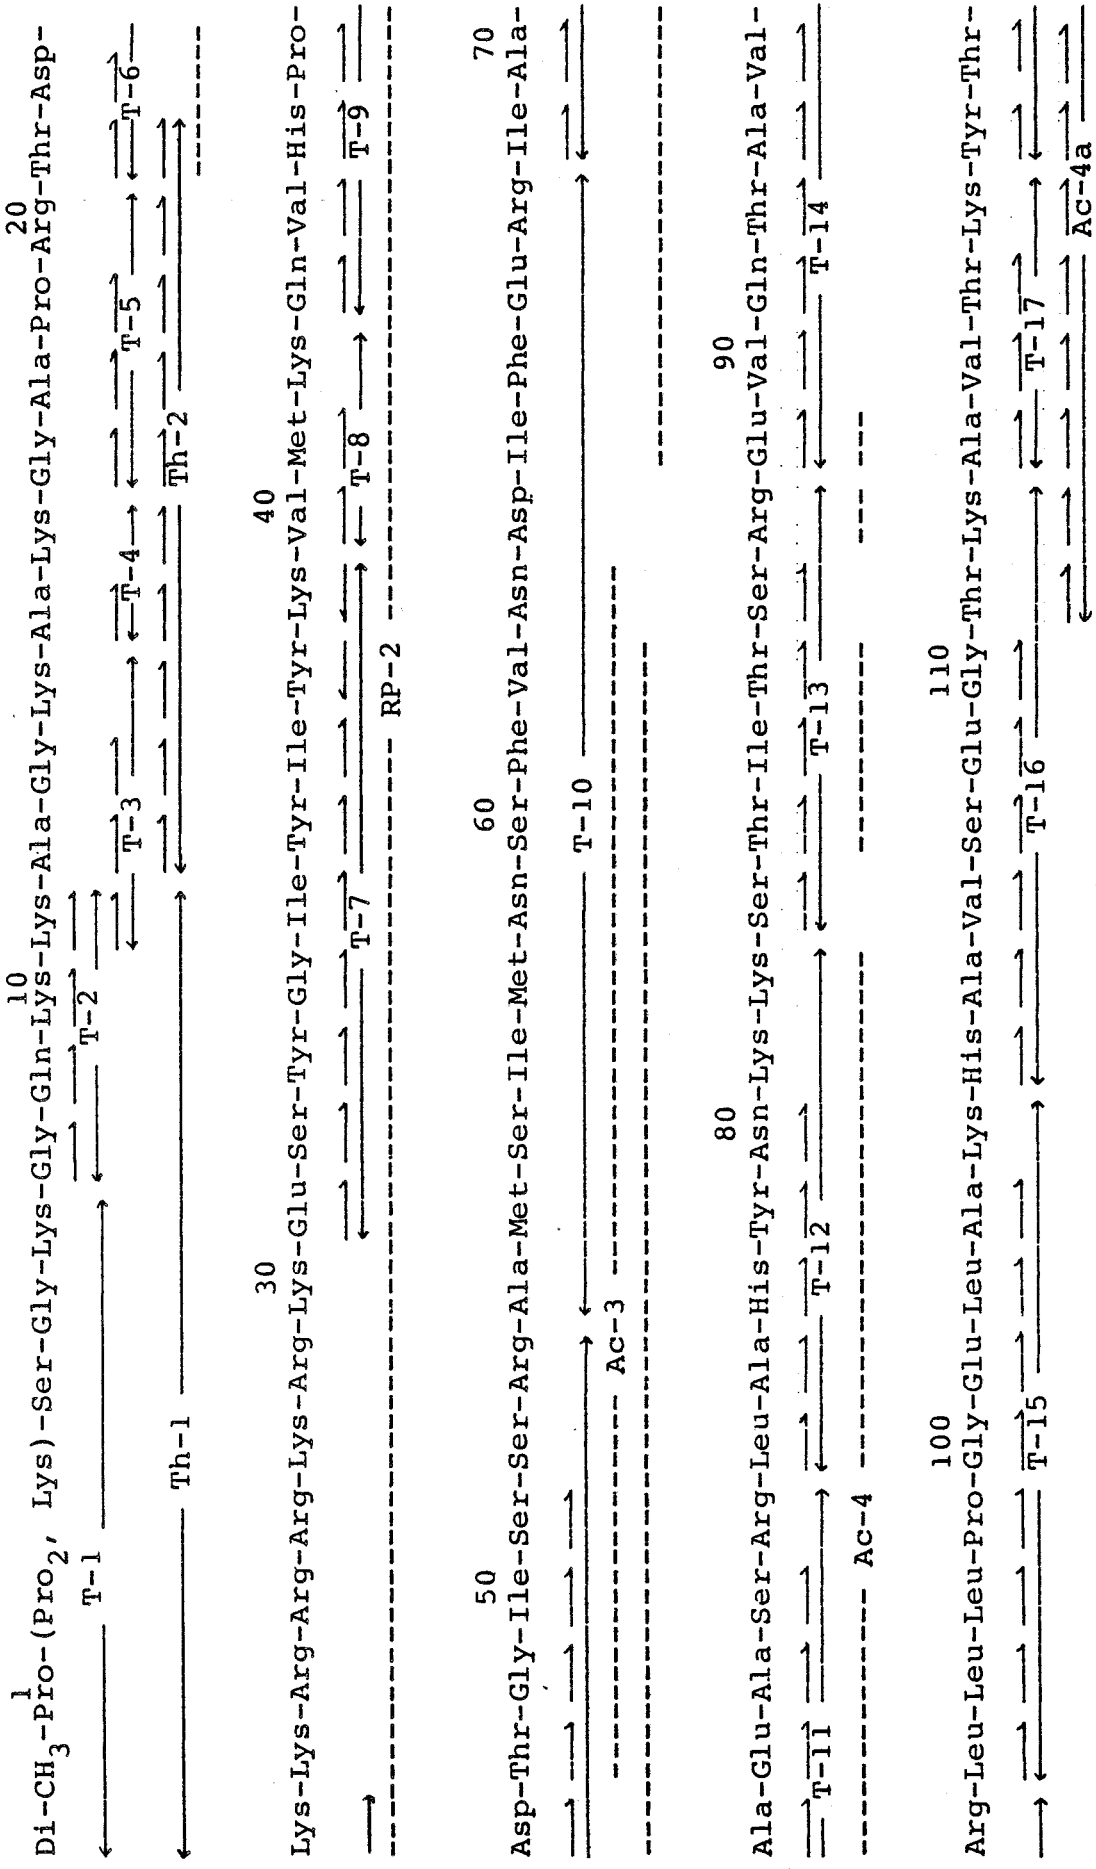 1 10 20
Di-CH3-Pro-(Pro2, Lys)-Ser-Gly-Lys-Gly-Gln-Lys-Lys-Ala-Gly-Lys-Ala-Lys-Gly-Ala-Pro-Arg-Thr-Asp-
T-1 T-2 T-3 T-4 T-5 T-6
Th-1 Th-2
30 40
Lys-Lys-Arg-Arg-Arg-Lys-Arg-Lys-Glu-Ser-Tyr-Gly-Ile-Tyr-Ile-Tyr-Lys-Val-Met-Lys-Gln-Val-His-Pro-
T-7 T-8 T-9
RP-2
50 60 70
Asp-Thr-Gly-Ile-Ser-Ser-Arg-Ala-Met-Ser-Ile-Met-Asn-Ser-Phe-Val-Asn-Asp-Ile-Phe-Glu-Arg-Ile-Ala-
T-10
Ac-3
80 90
Ala-Glu-Ala-Ser-Arg-Leu-Ala-His-Tyr-Asn-Lys-Lys-Ser-Thr-Ile-Thr-Ser-Arg-Glu-Val-Gln-Thr-Ala-Val-
T-11 T-12 T-13 T-14
Ac-4
100 110
Arg-Leu-Leu-Leu-Pro-Gly-Glu-Leu-Ala-Lys-His-Ala-Val-Ser-Glu-Gly-Thr-Lys-Ala-Val-Thr-Lys-Tyr-Thr-
T-15 T-16 T-17
Ac-4a